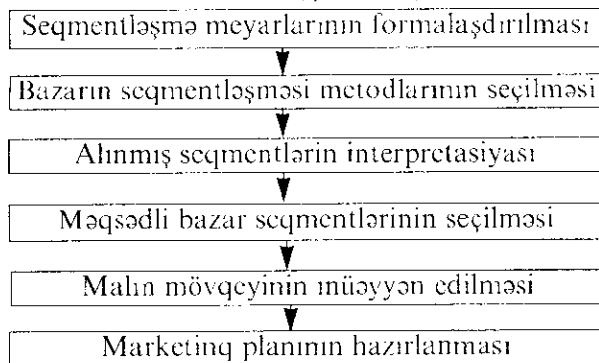 Seqmentləşmə meyarlarının formalaşdırılması
Bazarın seqmentləşməsi metodlarının seçilməsi
Alınmış seqmentlərin interpretasiyası
Məqsədli bazar seqmentlərinin seçilməsi
Malın mövqeyinin müəyyən edilməsi
Marketinq planının hazırlanması